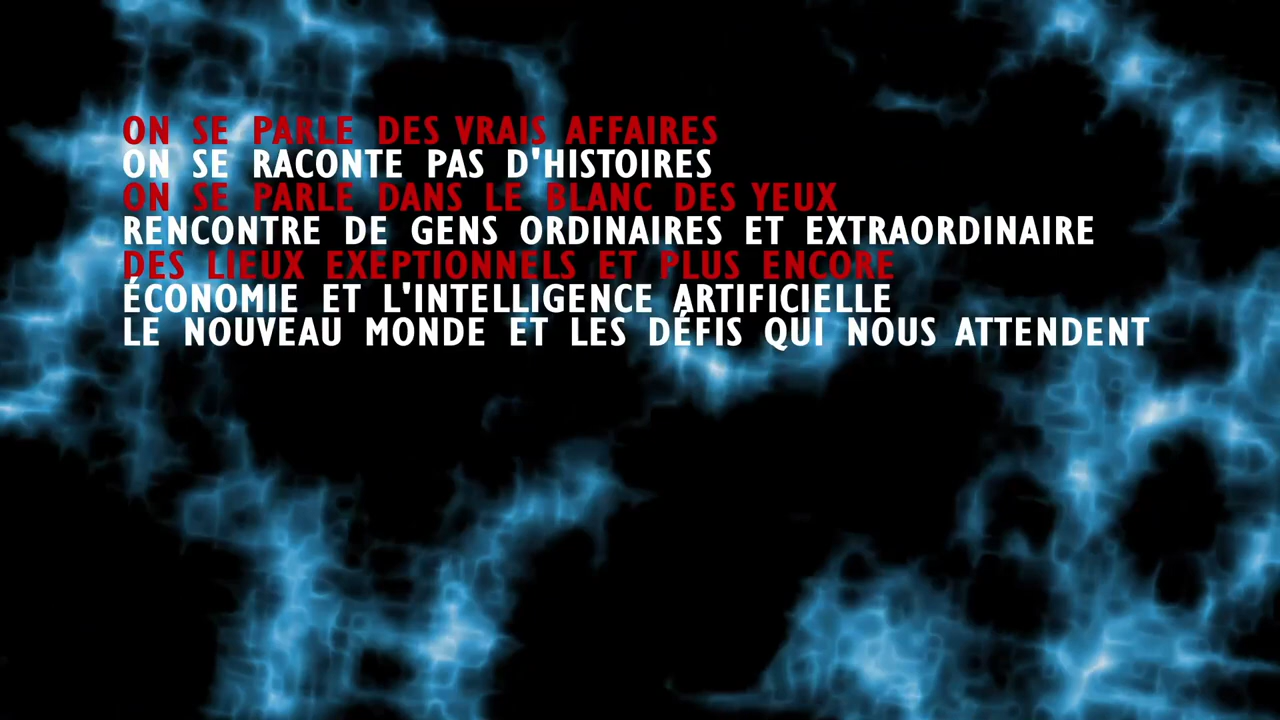 ON SE PARLE DES VRAIS AFFAIRES
ON SE RACONTE PAS D'HISTOIRES
ON SE PARLE DANS LE BLANC DES YEUX
RENCONTRE DE GENS ORDINAIRES ET EXTRAORDINAIRE
DES LIEUX EXEPTIONNELS ET PLUS ENCORE
ÉCONOMIE ET L'INTELLIGENCE ARTIFICIELLE
LE NOUVEAU MONDE ET LES DÉFIS QUI NOUS ATTENDENT